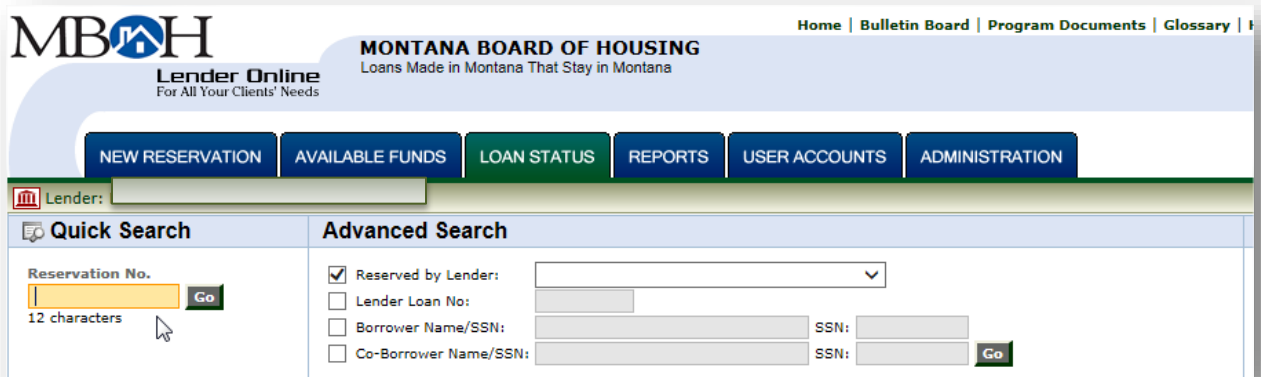 MBOH
Lender Online
For All Your Clients' Needs
Home | Bulletin Board | Program Documents | Glossary |
MONTANA BOARD OF HOUSING
Loans Made in Montana That Stay in Montana
NEW RESERVATION AVAILABLE FUNDS LOAN STATUS REPORTS USER ACCOUNTS ADMINISTRATION
Lender:
Quick Search
Reservation No.
Go
12 characters
Advanced Search
Reserved by Lender:
Lender Loan No:
Borrower Name/SSN: SSN:
Co-Borrower Name/SSN: SSN: Go